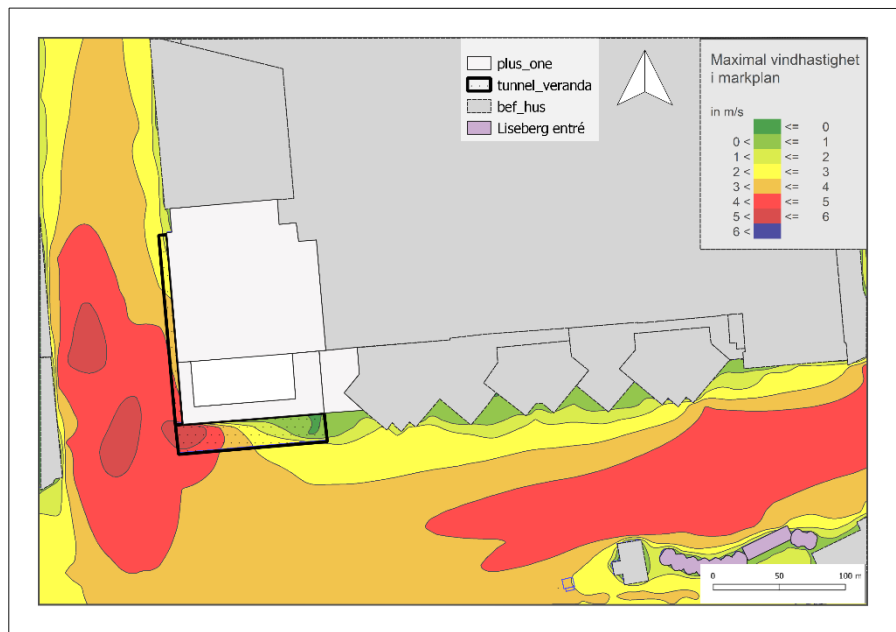 plus_one
tunnel_veranda
bef_hus
Liseberg entré
Maximal vindhastighet
i markplan
in m/s
<= 0
0 < <= 1
1 < <= 2
2 < <= 3
3 < <= 4
4 < <= 5
5 < <= 6
6 <
0 50 100 m